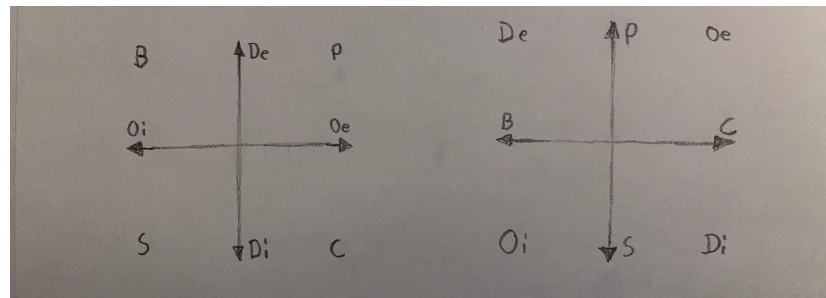 B De P
Oi Oe
S Di C
De P Oe
B C
Oi S Di